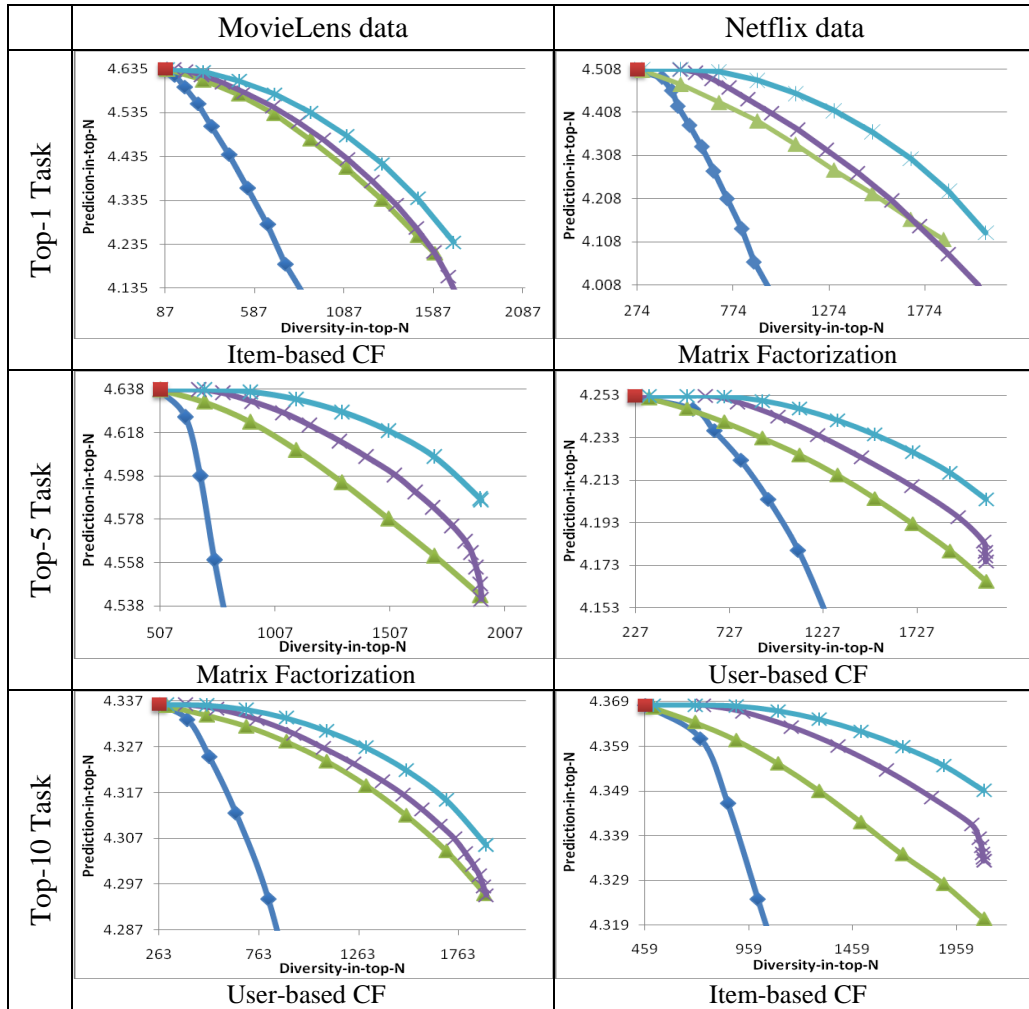 MovieLens data
Netflix data
Top-1 Task
Prediction-in-top-N
4.635
4.535
4.435
4.335
4.235
4.135
87 587 1087 1587 2087
Diversity-in-top-N
Item-based CF
Prediction-in-top-N
4.508
4.408
4.308
4.208
4.108
4.008
274 774 1274 1774
Diversity-in-top-N
Matrix Factorization
Top-5 Task
Prediction-in-top-N
4.638
4.618
4.598
4.578
4.558
4.538
507 1007 1507 2007
Diversity-in-top-N
Matrix Factorization
Prediction-in-top-N
4.253
4.233
4.213
4.193
4.173
4.153
227 727 1227 1727
Diversity-in-top-N
User-based CF
Top-10 Task
Prediction-in-top-N
4.337
4.327
4.317
4.307
4.297
4.287
263 763 1263 1763
Diversity-in-top-N
User-based CF
Prediction-in-top-N
4.369
4.359
4.349
4.339
4.329
4.319
459 959 1459 1959
Diversity-in-top-N
Item-based CF